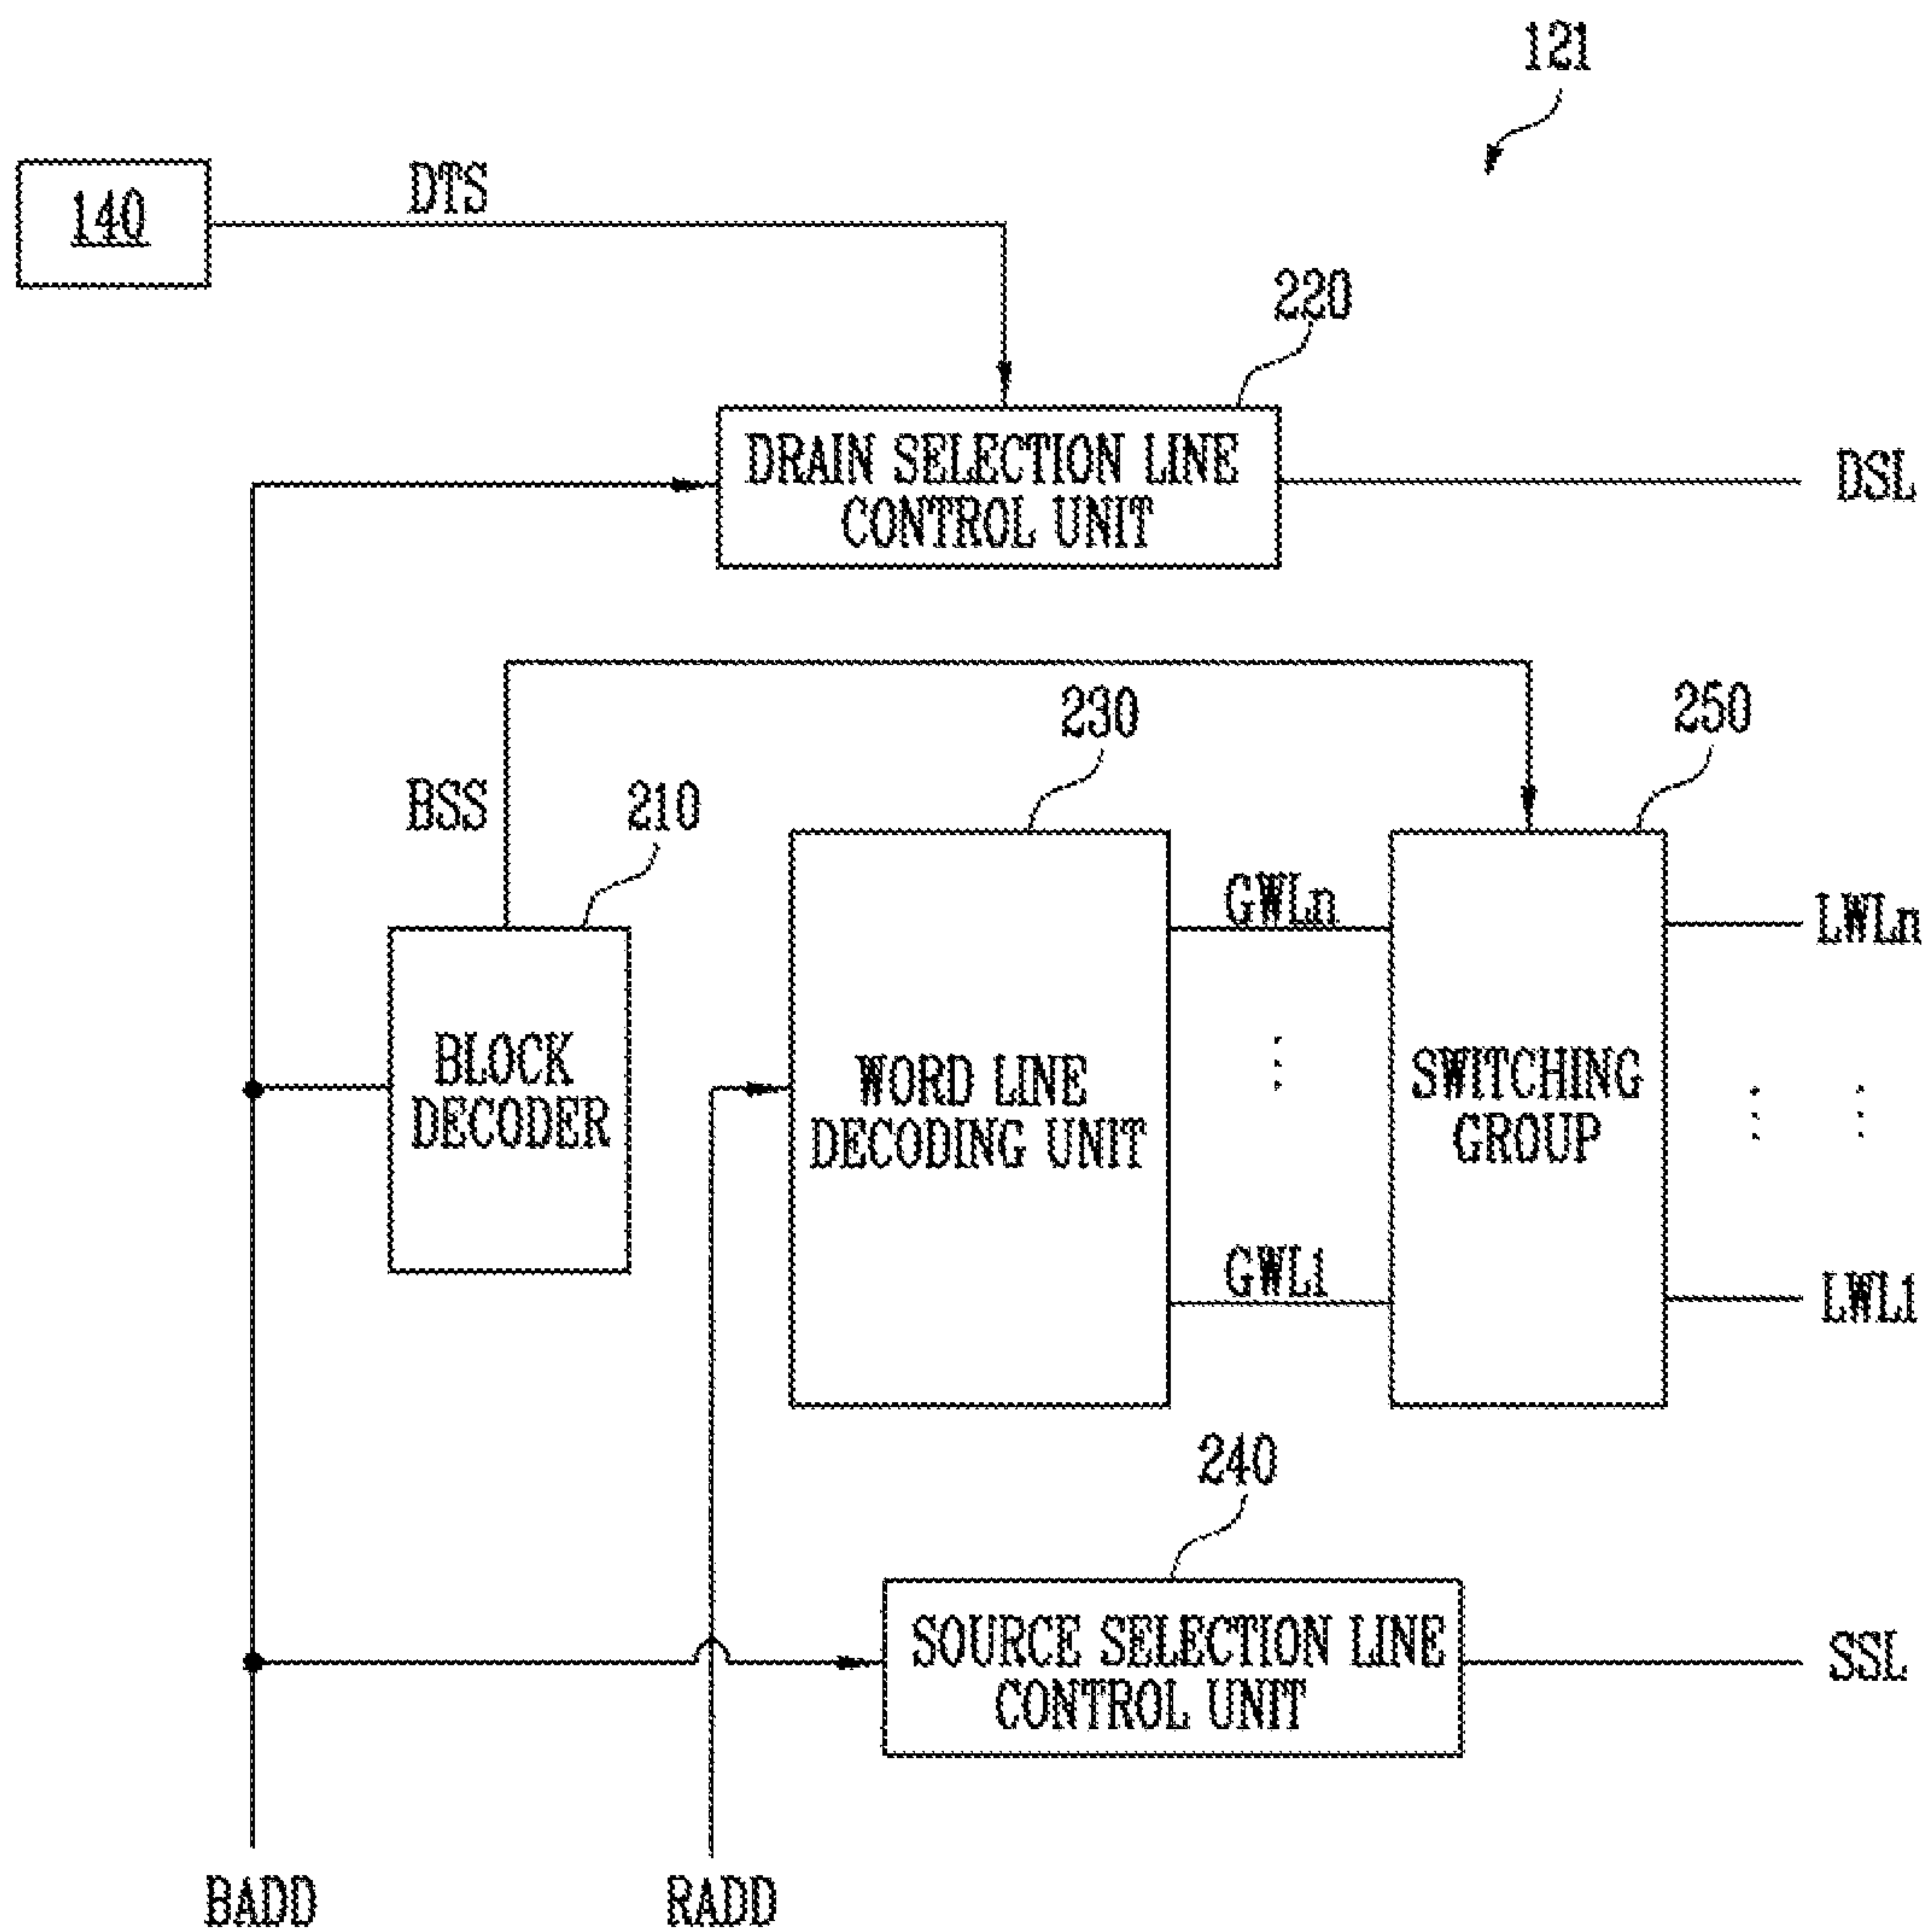 121
140
DTS
220
DRAIN SELECTION LINE
CONTROL UNIT
DSL
BSS
210
230
250
GWLn
LWLn
BLOCK
DECODER
WORD LINE
DECODING UNIT
SWITCHING
GROUP
GWL1
LWL1
240
SOURCE SELECTION LINE
CONTROL UNIT
SSL
BADD
RADD